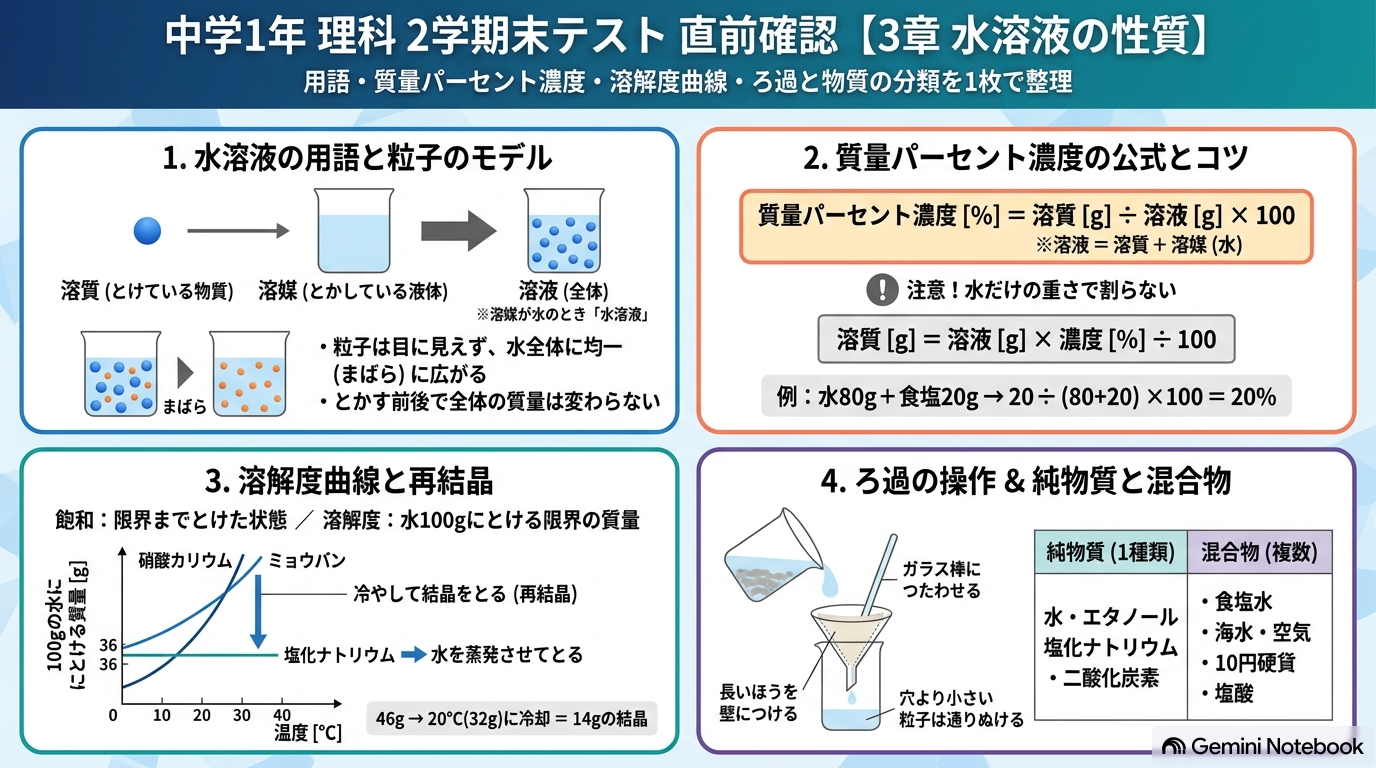 中学1年 理科 2学期末テスト 直前確認【3章 水溶液の性質】
用語・質量パーセント濃度・溶解度曲線・ろ過と物質の分類を1枚で整理
1. 水溶液の用語と粒子のモデル
溶質 (とけている物質)
溶媒 (とかしている液体)
溶液 (全体)
※溶媒が水のとき「水溶液」
まばら
・粒子は目に見えず、水全体に均一
(まばら) に広がる
・とかす前後で全体の質量は変わらない
2. 質量パーセント濃度の公式とコツ
質量パーセント濃度 [%] = 溶質 [g] ÷ 溶液 [g] × 100
※溶液 = 溶質 + 溶媒 (水)
! 注意！水だけの重さで割らない
溶質 [g] = 溶液 [g] × 濃度 [%] ÷ 100
例：水80g＋食塩20g → 20 ÷ (80+20) ×100 = 20%
3. 溶解度曲線と再結晶
飽和：限界までとけた状態 ／ 溶解度：水100gにとける限界の質量
100gの水に
にとける質量 [g]
硝酸カリウム
ミョウバン
冷やして結晶をとる (再結晶)
36
36
塩化ナトリウム
水を蒸発させてとる
0
10
20
30
40
温度 [℃]
46g → 20℃(32g)に冷却 = 14gの結晶
4. ろ過の操作 & 純物質と混合物
ガラス棒に
つたわせる
長いほうを
壁につける
穴より小さい
粒子は通りぬける
純物質 (1種類)
混合物 (複数)
水・エタノール
塩化ナトリウム
・二酸化炭素
・食塩水
・海水・空気
・10円硬貨
・塩酸
Gemini Notebook